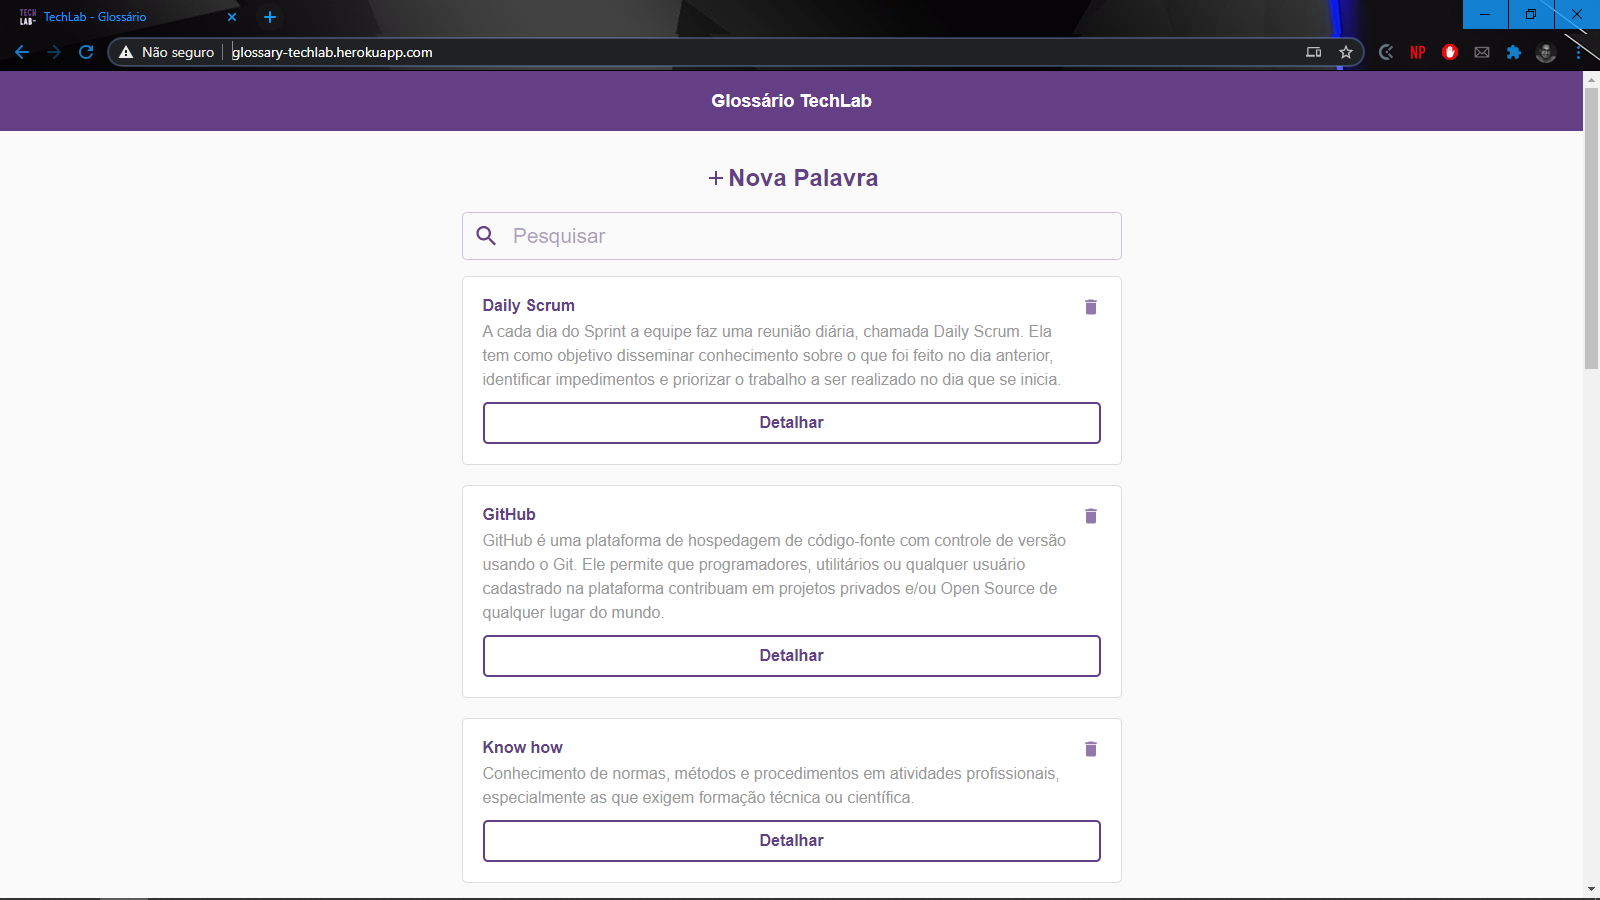 TECH
LAB-
TechLab - Glossário
Não seguro
glossary-techlab.herokuapp.com
NP
Glossário TechLab
+ Nova Palavra
Pesquisar
Daily Scrum
A cada dia do Sprint a equipe faz uma reunião diária, chamada Daily Scrum. Ela
tem como objetivo disseminar conhecimento sobre o que foi feito no dia anterior,
identificar impedimentos e priorizar o trabalho a ser realizado no dia que se inicia.
Detalhar
GitHub
GitHub é uma plataforma de hospedagem de código-fonte com controle de versão
usando o Git. Ele permite que programadores, utilitários ou qualquer usuário
cadastrado na plataforma contribuam em projetos privados e/ou Open Source de
qualquer lugar do mundo.
Detalhar
Know how
Conhecimento de normas, métodos e procedimentos em atividades profissionais,
especialmente as que exigem formação técnica ou científica.
Detalhar